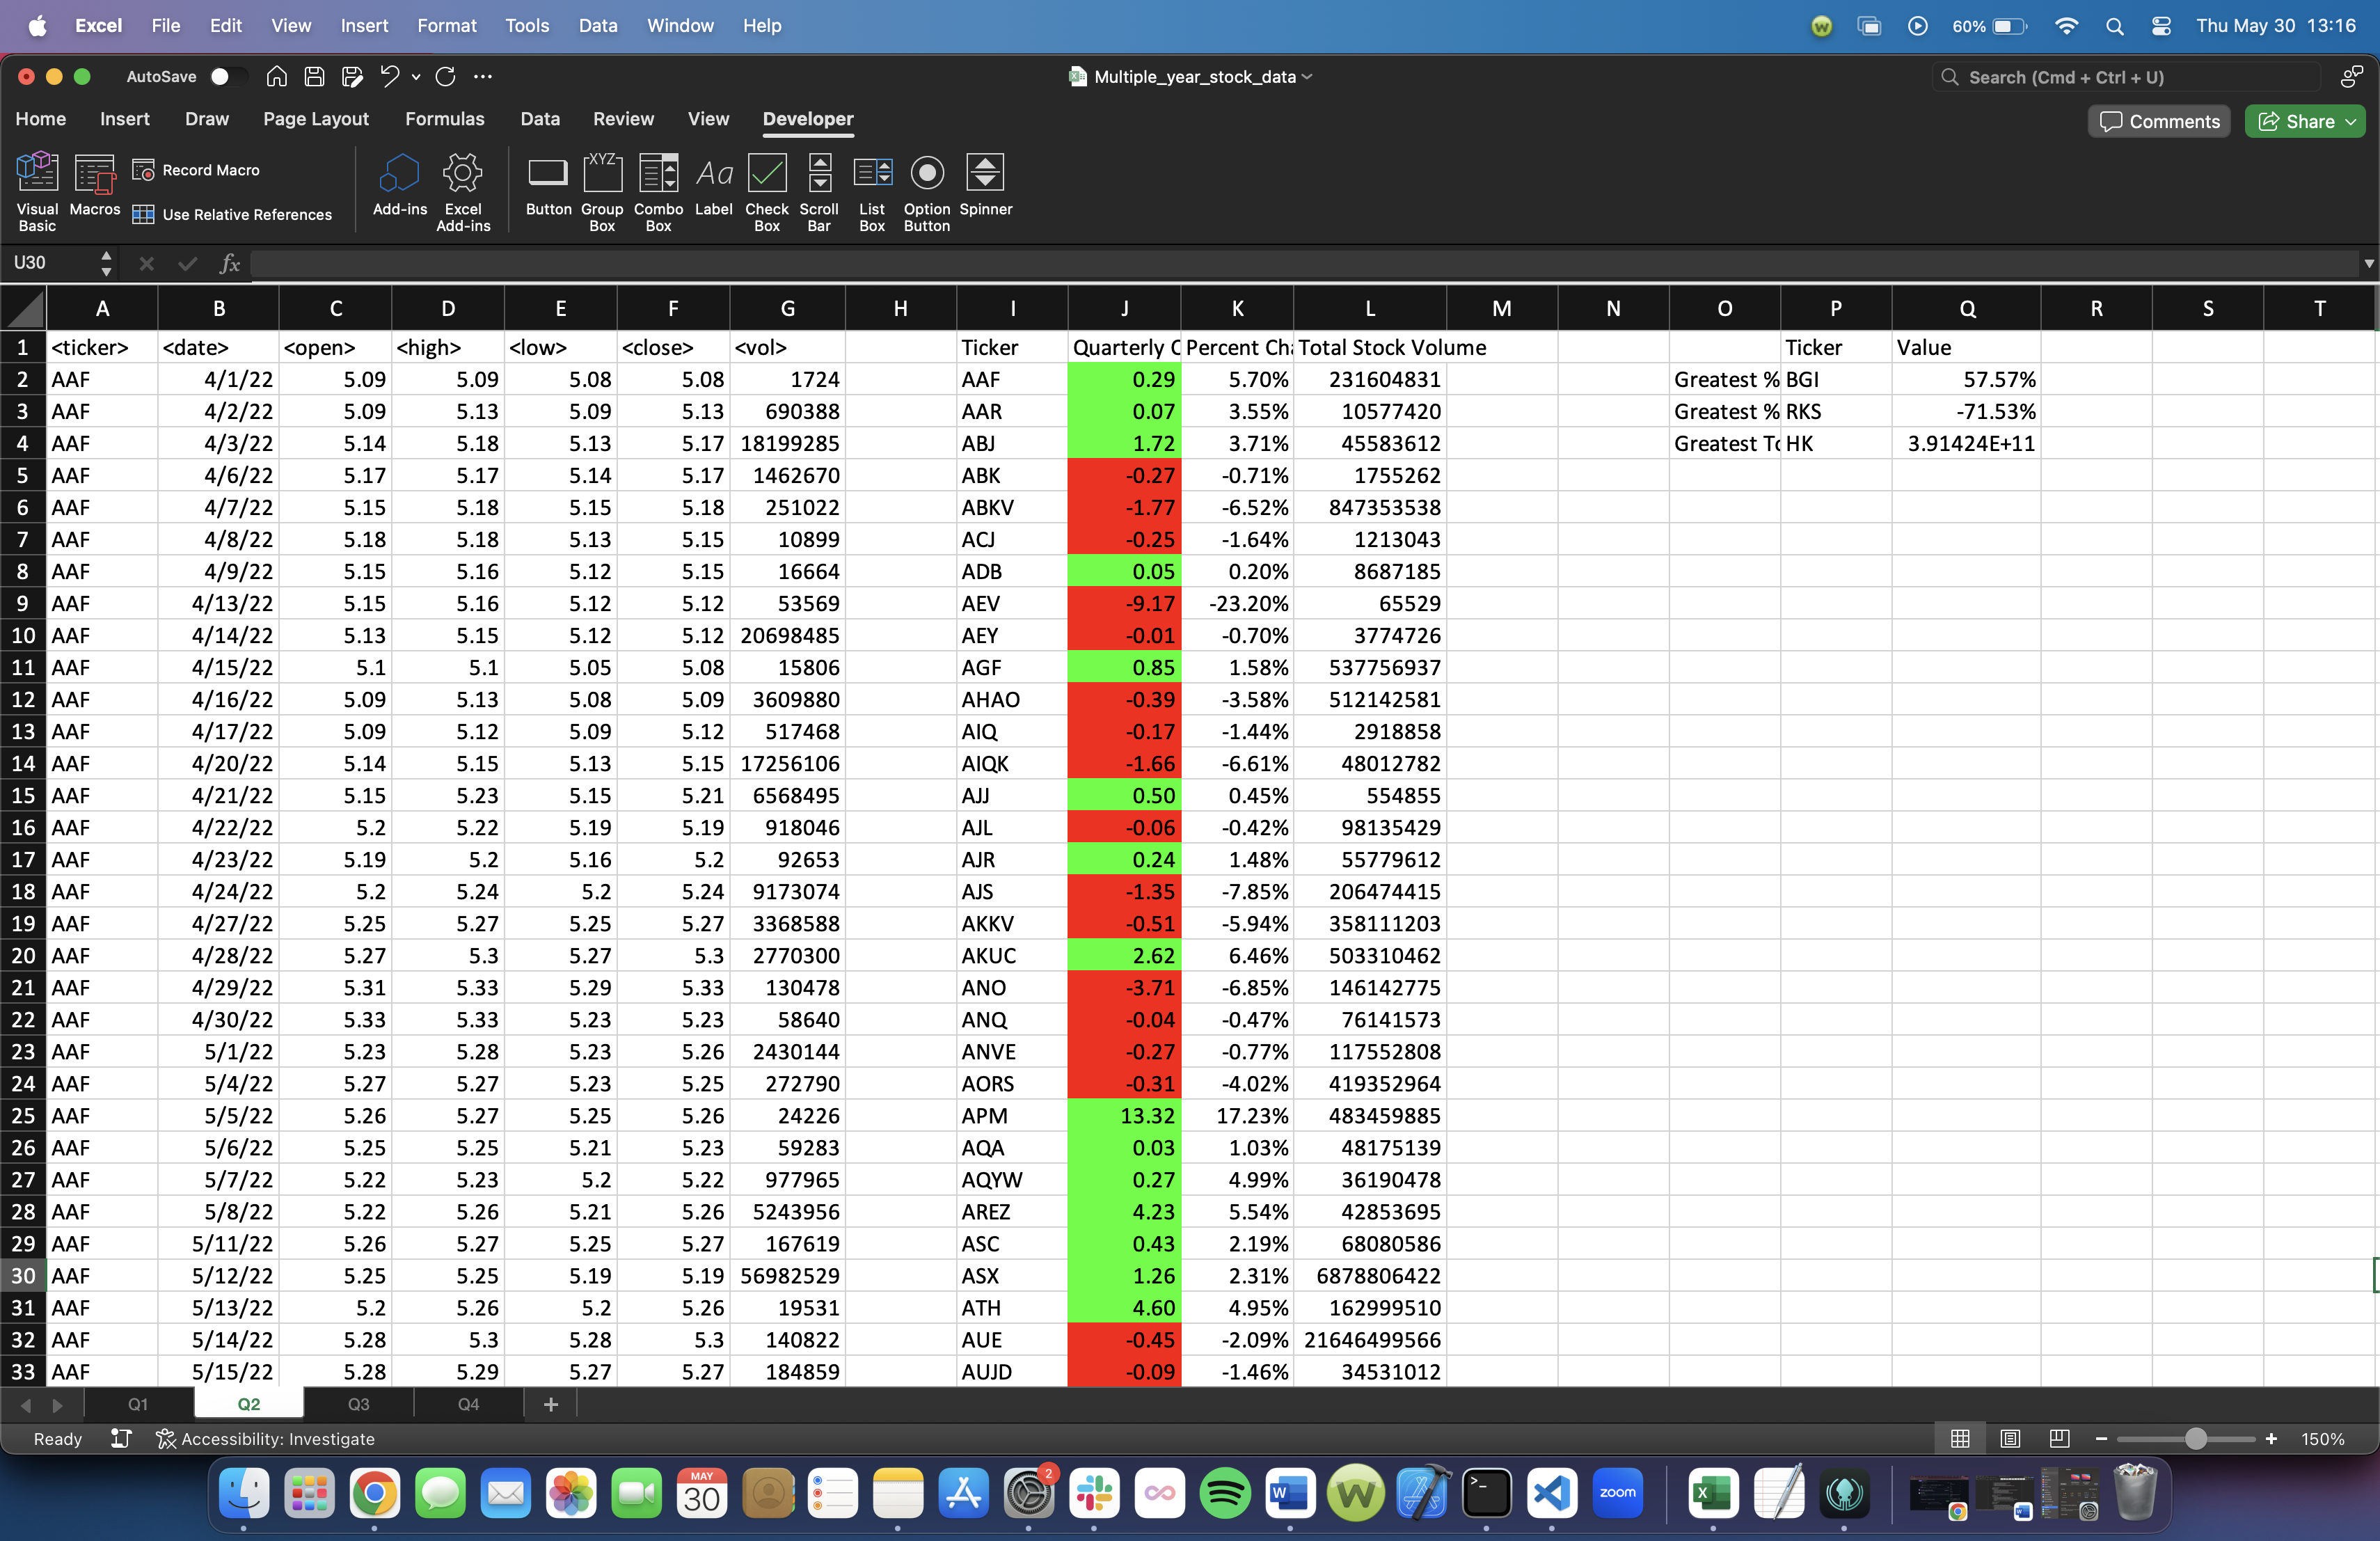 Excel File Edit View Insert Format Tools Data Window Help 60% Thu May 30 13:16
AutoSave Multiple_year_stock_data Search (Cmd + Ctrl + U)
Home Insert Draw Page Layout Formulas Data Review View Developer Comments Share
Visual Basic Macros Record Macro Use Relative References Add-ins Excel Add-ins Button Group Box Combo Box Label Check Box Scroll Bar List Box Option Button Spinner
U30 fx
A B C D E F G H I J K L M N O P Q R S T
1 <ticker> <date> <open> <high> <low> <close> <vol> Ticker Quarterly C Percent Cha Total Stock Volume Ticker Value
2 AAF 4/1/22 5.09 5.09 5.08 5.08 1724 AAF 0.29 5.70% 231604831 Greatest % BGI 57.57%
3 AAF 4/2/22 5.09 5.13 5.09 5.13 690388 AAR 0.07 3.55% 10577420 Greatest % RKS -71.53%
4 AAF 4/3/22 5.14 5.18 5.13 5.17 18199285 ABJ 1.72 3.71% 45583612 Greatest To HK 3.91424E+11
5 AAF 4/6/22 5.17 5.17 5.14 5.17 1462670 ABK -0.27 -0.71% 1755262
6 AAF 4/7/22 5.15 5.18 5.15 5.18 251022 ABKV -1.77 -6.52% 847353538
7 AAF 4/8/22 5.18 5.18 5.13 5.15 10899 ACJ -0.25 -1.64% 1213043
8 AAF 4/9/22 5.15 5.16 5.12 5.15 16664 ADB 0.05 0.20% 8687185
9 AAF 4/13/22 5.15 5.16 5.12 5.12 53569 AEV -9.17 -23.20% 65529
10 AAF 4/14/22 5.13 5.15 5.12 5.12 20698485 AEY -0.01 -0.70% 3774726
11 AAF 4/15/22 5.1 5.1 5.05 5.08 15806 AGF 0.85 1.58% 537756937
12 AAF 4/16/22 5.09 5.13 5.08 5.09 3609880 AHAO -0.39 -3.58% 512142581
13 AAF 4/17/22 5.09 5.12 5.09 5.12 517468 AIQ -0.17 -1.44% 2918858
14 AAF 4/20/22 5.14 5.15 5.13 5.15 17256106 AIQK -1.66 -6.61% 48012782
15 AAF 4/21/22 5.15 5.23 5.15 5.21 6568495 AJJ 0.50 0.45% 554855
16 AAF 4/22/22 5.2 5.22 5.19 5.19 918046 AJL -0.06 -0.42% 98135429
17 AAF 4/23/22 5.19 5.2 5.16 5.2 92653 AJR 0.24 1.48% 55779612
18 AAF 4/24/22 5.2 5.24 5.2 5.24 9173074 AJS -1.35 -7.85% 206474415
19 AAF 4/27/22 5.25 5.27 5.25 5.27 3368588 AKKV -0.51 -5.94% 358111203
20 AAF 4/28/22 5.27 5.3 5.27 5.3 2770300 AKUC 2.62 6.46% 503310462
21 AAF 4/29/22 5.31 5.33 5.29 5.33 130478 ANO -3.71 -6.85% 146142775
22 AAF 4/30/22 5.33 5.33 5.23 5.23 58640 ANQ -0.04 -0.47% 76141573
23 AAF 5/1/22 5.23 5.28 5.23 5.26 2430144 ANVE -0.27 -0.77% 117552808
24 AAF 5/4/22 5.27 5.27 5.23 5.25 272790 AORS -0.31 -4.02% 419352964
25 AAF 5/5/22 5.26 5.27 5.25 5.26 24226 APM 13.32 17.23% 483459885
26 AAF 5/6/22 5.25 5.25 5.21 5.23 59283 AQA 0.03 1.03% 48175139
27 AAF 5/7/22 5.22 5.23 5.2 5.22 977965 AQYW 0.27 4.99% 36190478
28 AAF 5/8/22 5.22 5.26 5.21 5.26 5243956 AREZ 4.23 5.54% 42853695
29 AAF 5/11/22 5.26 5.27 5.25 5.27 167619 ASC 0.43 2.19% 68080586
30 AAF 5/12/22 5.25 5.25 5.19 5.19 56982529 ASX 1.26 2.31% 6878806422
31 AAF 5/13/22 5.2 5.26 5.2 5.26 19531 ATH 4.60 4.95% 162999510
32 AAF 5/14/22 5.28 5.3 5.28 5.3 140822 AUE -0.45 -2.09% 21646499566
33 AAF 5/15/22 5.28 5.29 5.27 5.27 184859 AUJD -0.09 -1.46% 34531012
Q1 Q2 Q3 Q4 +
Ready Accessibility: Investigate 150%
MAY 30 2 zoom